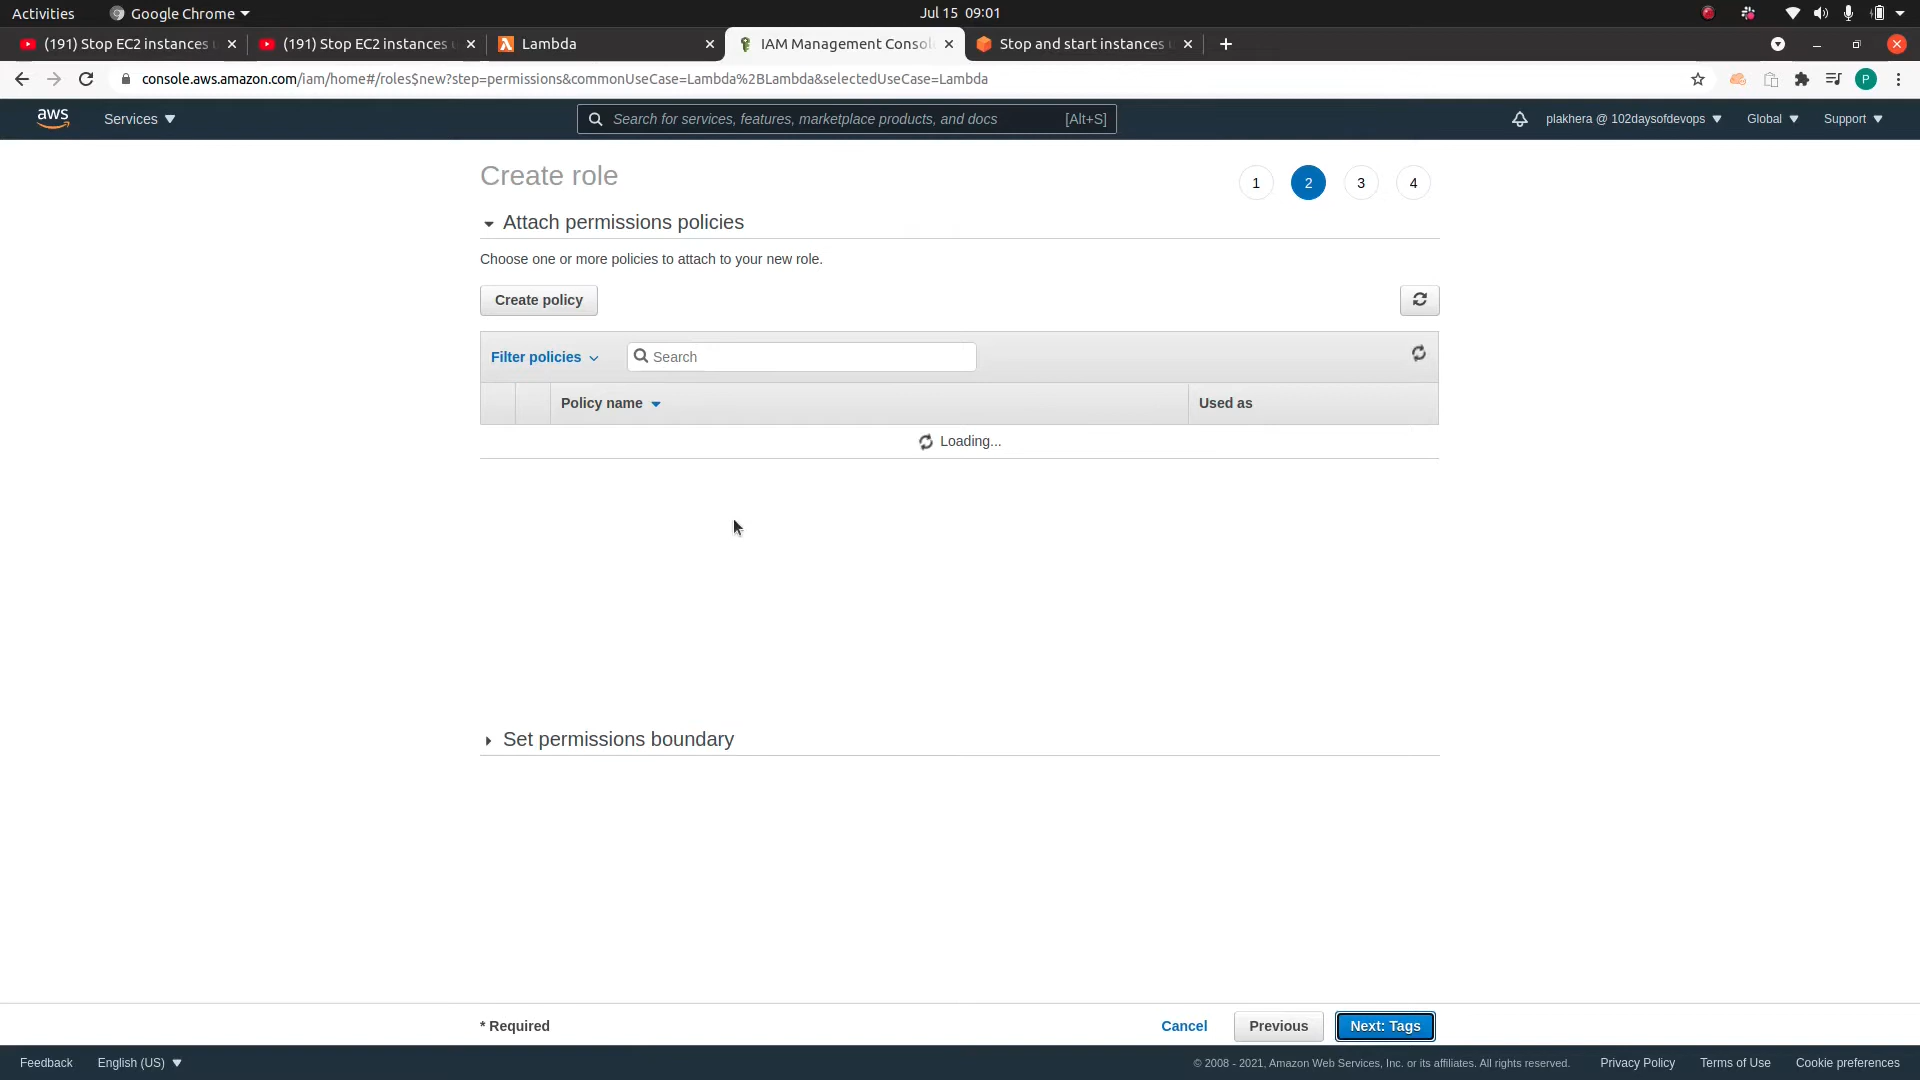 Activities Google Chrome Jul 15 09:01
(191) Stop EC2 instances (191) Stop EC2 instances Lambda IAM Management Consol Stop and start instances
console.aws.amazon.com/iam/home#/roles$new?step=permissions&commonUseCase=Lambda%2BLambda&selectedUseCase=Lambda P
aws Services Search for services, features, marketplace products, and docs [Alt+S] plakhera @ 102daysofdevops Global Support
Create role 1 2 3 4
Attach permissions policies
Choose one or more policies to attach to your new role.
Create policy
Filter policies Search
Policy name Used as
Loading...
Set permissions boundary
* Required Cancel Previous Next: Tags
Feedback English (US) © 2008 - 2021, Amazon Web Services, Inc. or its affiliates. All rights reserved. Privacy Policy Terms of Use Cookie preferences